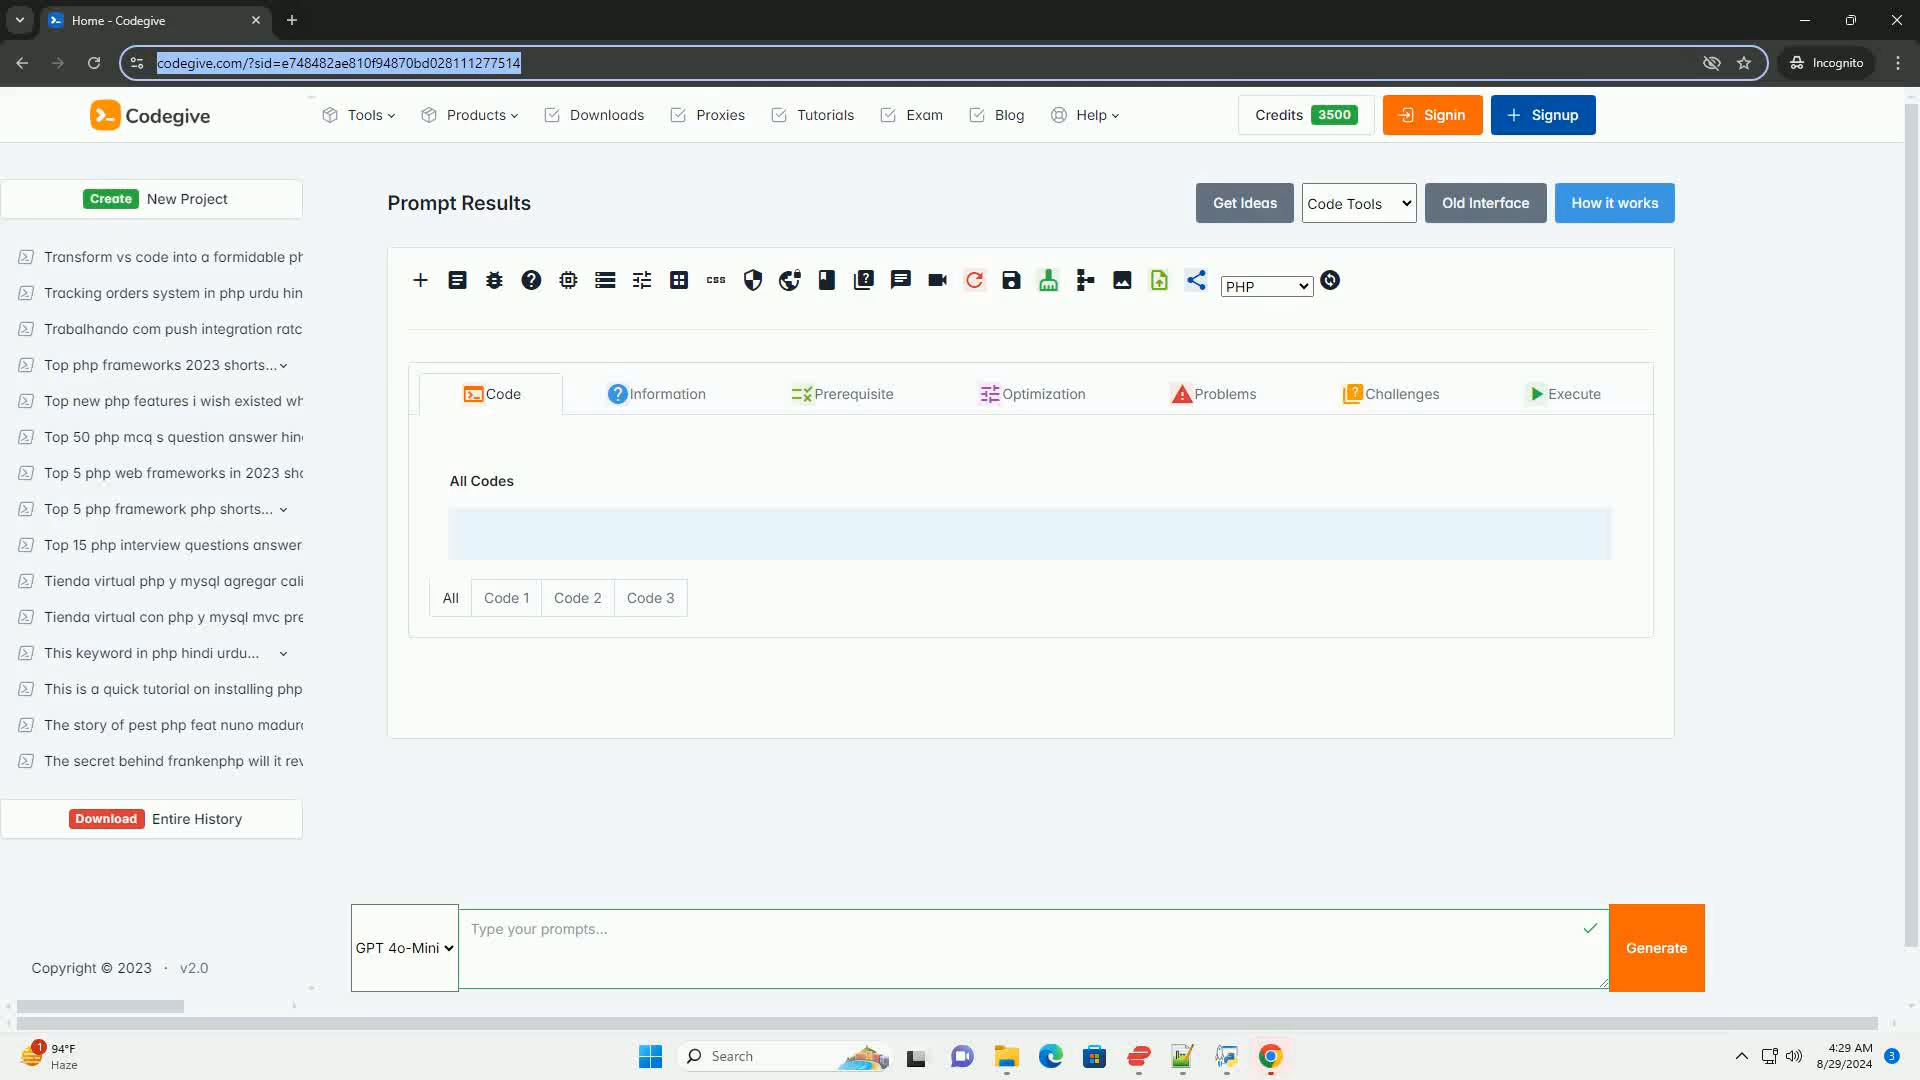 Home - Codegive
codegive.com/?sid=e748482ae810f94870bd028111277514
Incognito
Codegive
Tools
Products
Downloads
Proxies
Tutorials
Exam
Blog
Help
Credits 3500
Signin
Signup
Create New Project
Transform vs code into a formidable ph
Tracking orders system in php urdu hin
Trabalhando com push integration ratc
Top php frameworks 2023 shorts...
Top new php features i wish existed wh
Top 50 php mcq s question answer hin
Top 5 php web frameworks in 2023 sho
Top 5 php framework php shorts...
Top 15 php interview questions answer
Tienda virtual php y mysql agregar cali
Tienda virtual con php y mysql mvc pre
This keyword in php hindi urdu...
This is a quick tutorial on installing php
The story of pest php feat nuno madura
The secret behind frankenphp will it rev
Download Entire History
Copyright © 2023 · v2.0
Prompt Results
Get Ideas
Code Tools
Old Interface
How it works
css
PHP
Code
Information
Prerequisite
Optimization
Problems
Challenges
Execute
All Codes
All
Code 1
Code 2
Code 3
GPT 4o-Mini
Type your prompts...
Generate
1
94°F
Haze
Search
4:29 AM
8/29/2024
3